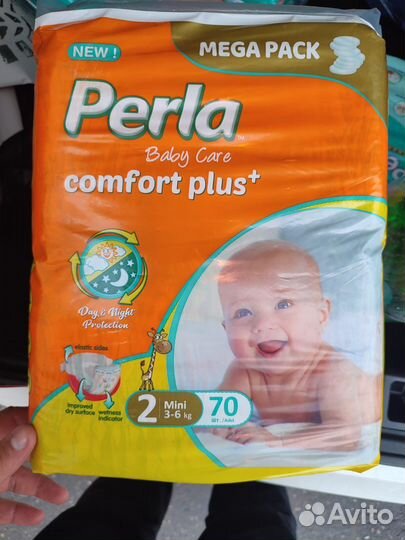 NEW !
MEGA PACK
Perla
Baby Care
comfort plus+
Day & Night
Protection
elastic sides
improved
dry surface
wetness
indicator
2 Mini
3-6 kg
70
Avito